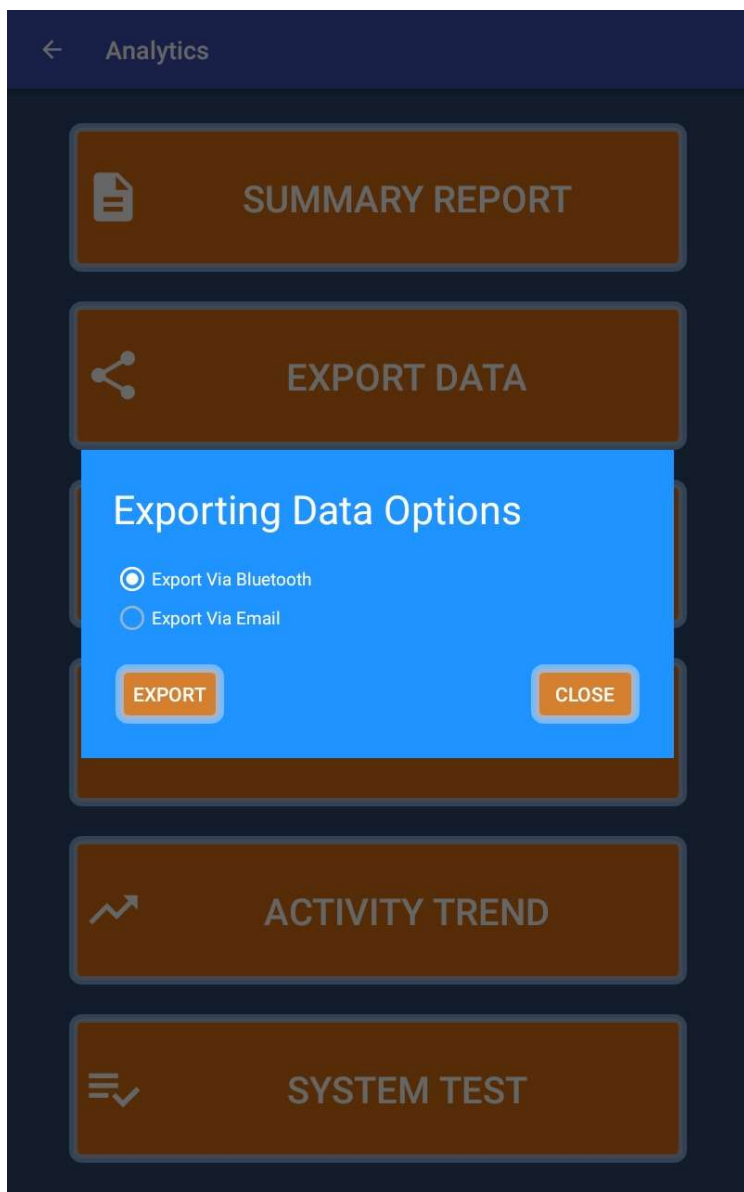 Analytics
SUMMARY REPORT
EXPORT DATA
Exporting Data Options
Export Via Bluetooth
Export Via Email
EXPORT
CLOSE
ACTIVITY TREND
SYSTEM TEST